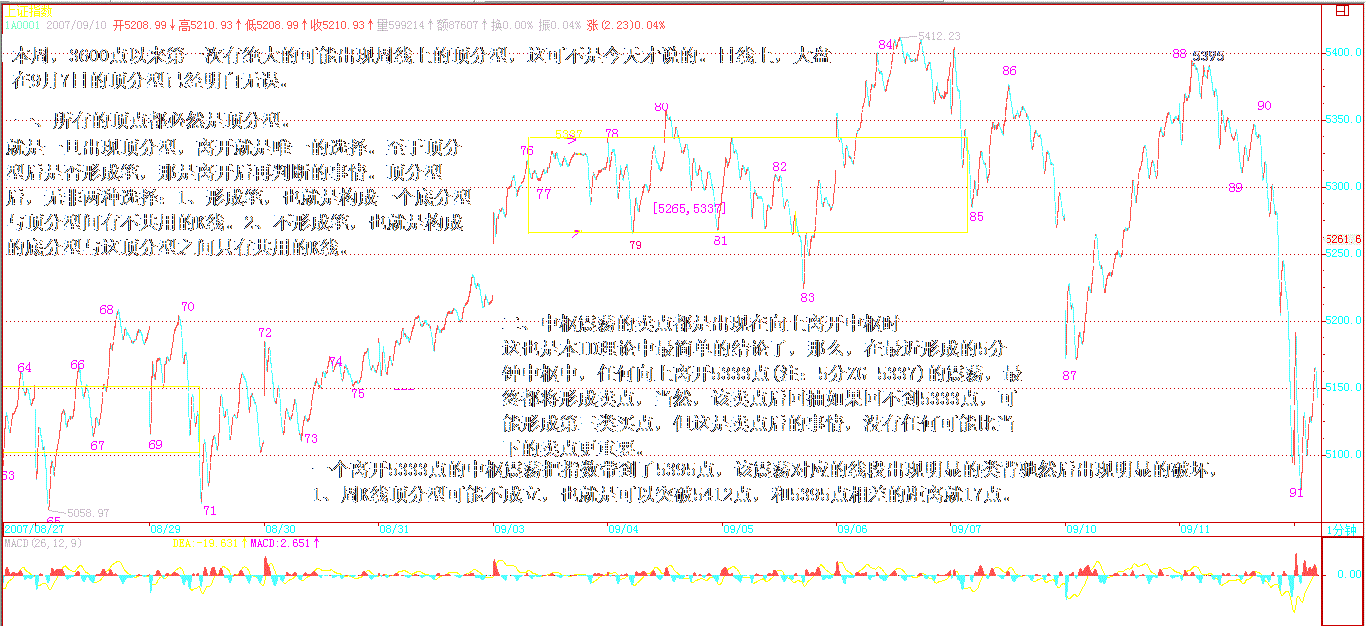 上证指数
1A0001 2007/09/10 开5208.99↓高5210.93↑低5208.99↑收5210.93↑量599214↑额87607↑换0.00% 振0.04% 涨(2.23)0.04%
本周，3600点以来第一次有很大的可能出现周线上的顶分型，这可不是今天才说的。日线上，大盘
在9月7日的顶分型已经明白无误。
一、所有的顶点都必然是顶分型。
就是一旦出现顶分型，离开就是唯一的选择。至于顶分
型后是否形成笔，那是离开后再判断的事情。顶分型
后，无非两种选择：1、形成笔，也就是构成一个底分型
与顶分型间有不共用的K线。2、不形成笔，也就是构成
的底分型与这顶分型之间只有共用的K线。
84 5412.23
88 5395
86
90
80
5337
78
76
77
82
[5265,5337]
79
81
85
89
83
二、中枢震荡的卖点都是出现在向上离开中枢时
这也是本ID理论中最简单的结论了，那么，在最近形成的5分
钟中枢中，任何向上离开5333点(注：5分ZG 5337)的震荡，最
终都将形成卖点，当然，该卖点后回抽如果回不到5333点，可
能形成第三类买点，但这是卖点后的事情，没有任何可能比当
下的卖点更重要。
一个离开5333点的中枢震荡把指数带到了5395点，该震荡对应的线段出现明显的类背驰然后出现明显的破坏，
1、周K线顶分型可能不成立，也就是可以突破5412点，和5395点相差的距离就17点。
68
70
72
64
66
74
75
67
69
73
63
71
65
5058.97
87
91
5400.0
5350.0
5300.0
5261.6
5250.0
5200.0
5150.0
5100.0
2007/08/27 08/29 08/30 08/31 09/03 09/04 09/05 09/06 09/07 09/10 09/11 1分钟
MACD(26,12,9) DEA -19.831↑ MACD:2.651↑
0.00